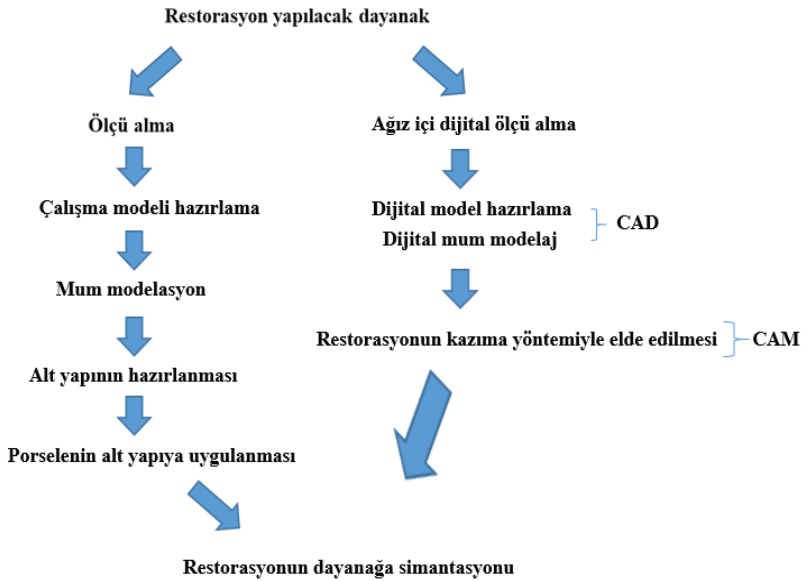 Restorasyon yapılacak dayanak
Ölçü alma
Çalışma modeli hazırlama
Mum modelasyon
Alt yapının hazırlanması
Porselenin alt yapıya uygulanması
Ağız içi dijital ölçü alma
Dijital model hazırlama
Dijital mum modelaj
CAD
Restorasyonun kazıma yöntemiyle elde edilmesi
CAM
Restorasyonun dayanağa simantasyonu